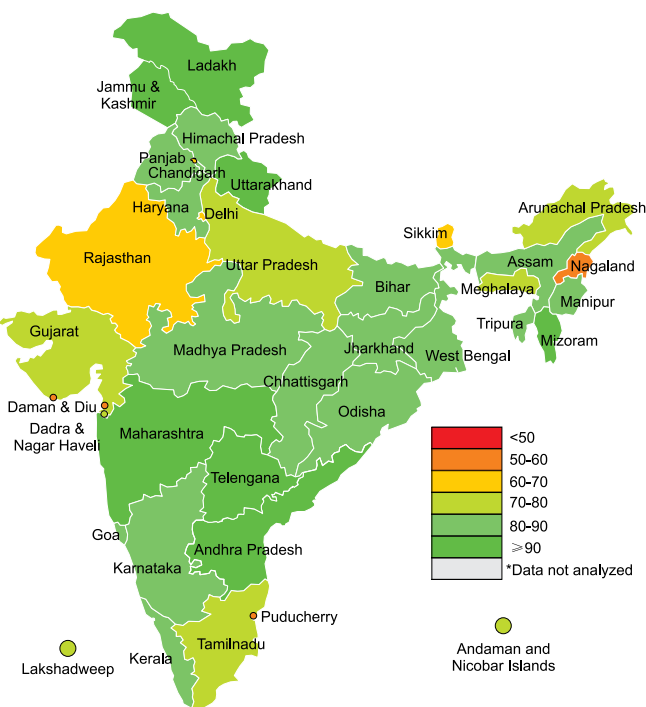 Ladakh
Jammu &
Kashmir
Himachal Pradesh
Panjab
Chandigarh
Uttarakhand
Haryana
Delhi
Arunachal Pradesh
Sikkim
Rajasthan
Uttar Pradesh
Assam
Nagaland
Bihar
Meghalaya
Manipur
Gujarat
Tripura
Mizoram
Madhya Pradesh
Jharkhand
West Bengal
Chhattisgarh
Daman & Diu
Odisha
Dadra &
Nagar Haveli
Maharashtra
Telengana
Goa
Andhra Pradesh
Karnataka
Puducherry
Tamilnadu
Kerala
Lakshadweep
<50
50-60
60-70
70-80
80-90
⩾90
*Data not analyzed
Andaman and
Nicobar Islands